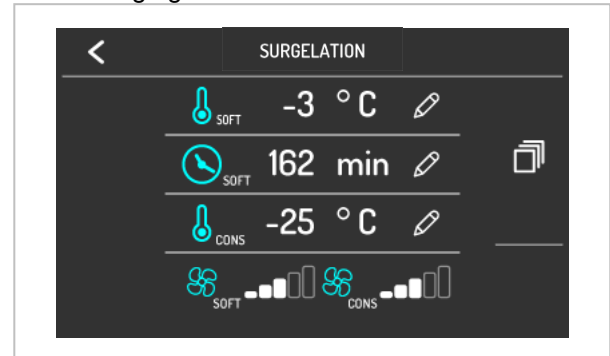 SURGELATION
SOFT -3 °C
SOFT 162 min
CONS -25 °C
SOFT CONS